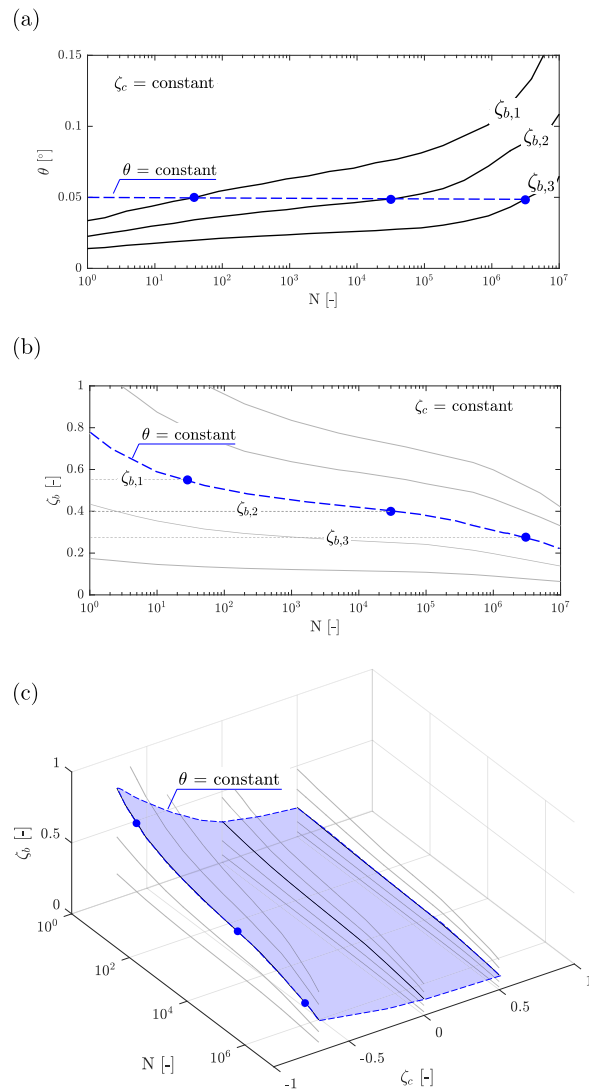 (a)
0.15
0.1
0.05
0
θ [°]
ζc = constant
θ = constant
ζb,1
ζb,2
ζb,3
10^0
10^1
10^2
10^3
10^4
10^5
10^6
10^7
N [-]
(b)
1
0.8
0.6
0.4
0.2
0
ζb [-]
ζc = constant
θ = constant
ζb,1
ζb,2
ζb,3
10^0
10^1
10^2
10^3
10^4
10^5
10^6
10^7
N [-]
(c)
1
0.5
0
ζb [-]
θ = constant
10^0
10^2
10^4
10^6
N [-]
-1
-0.5
0
0.5
1
ζc [-]